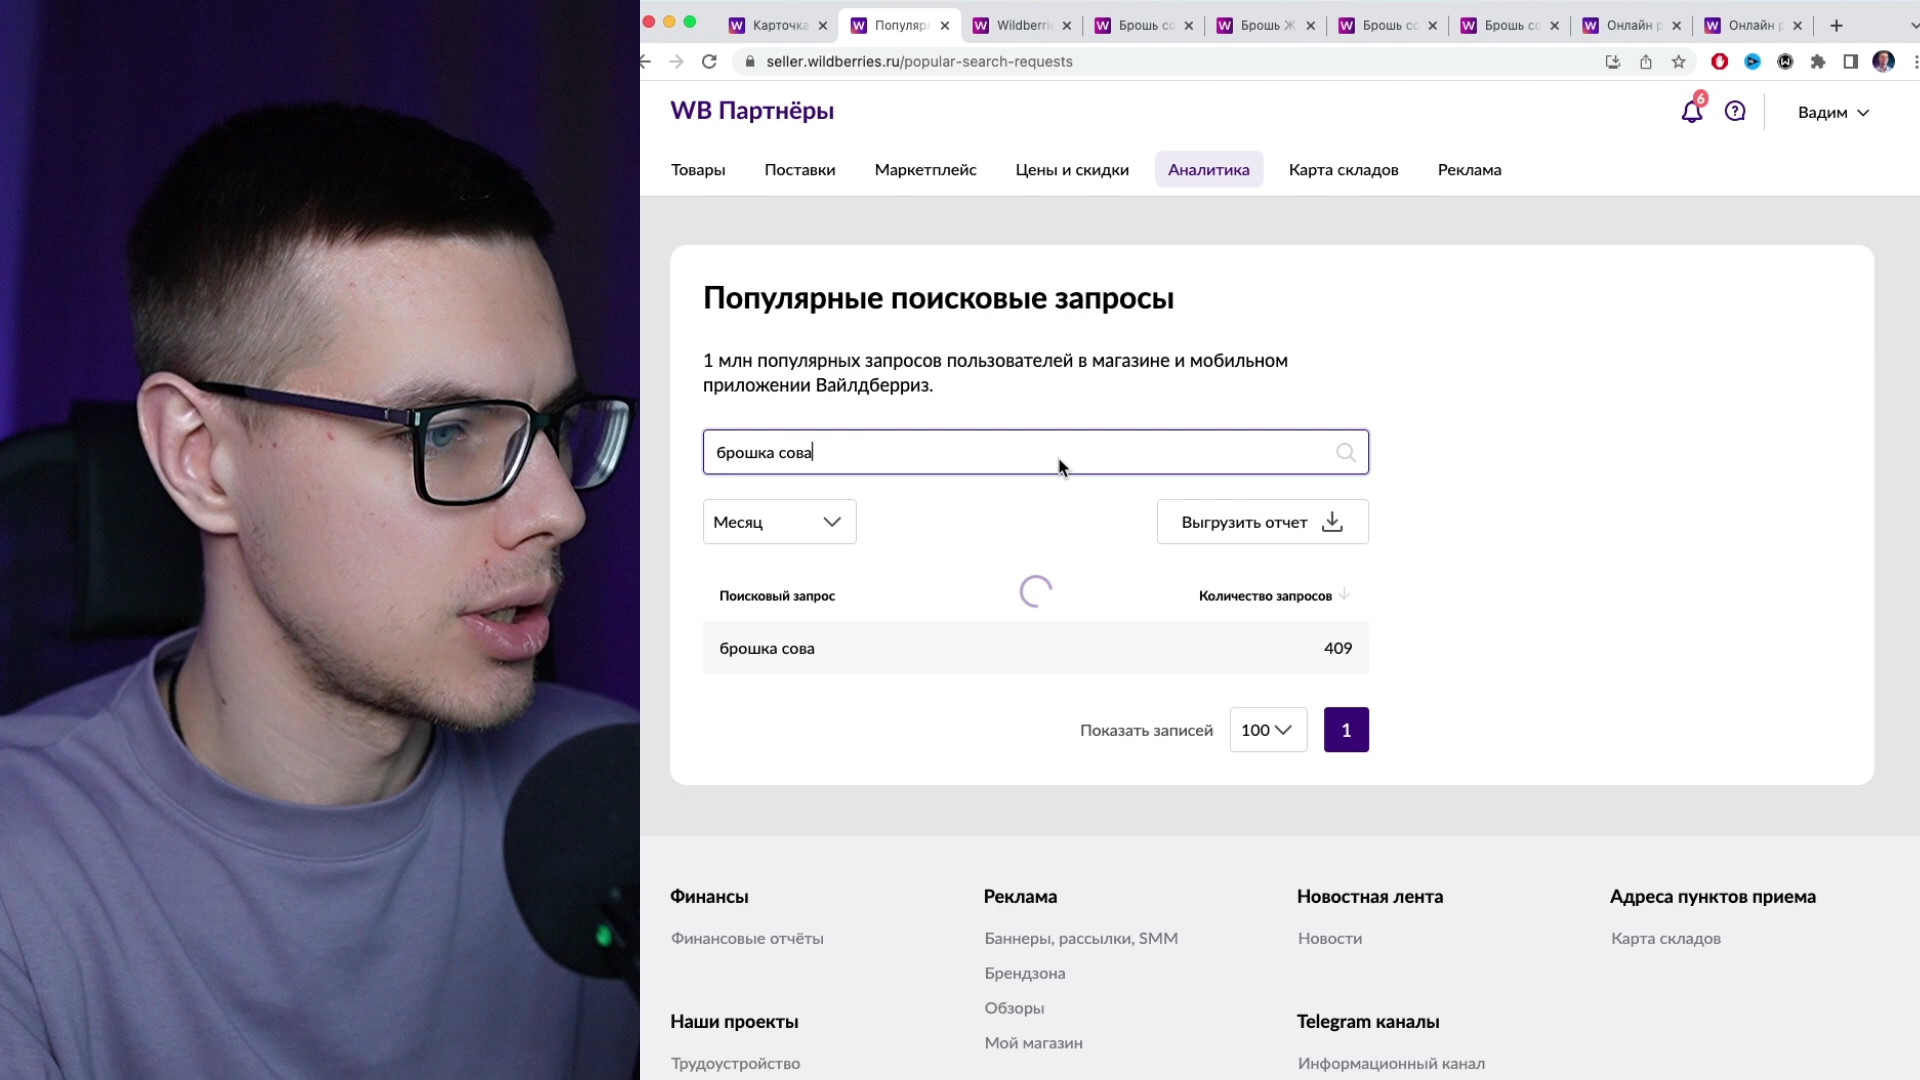 Карточка
Популяр
Wildberri
Брошь со
Брошь Ж
Брошь со
Брошь со
Онлайн р
Онлайн р
seller.wildberries.ru/popular-search-requests
WB Партнёры
6
Вадим
Товары
Поставки
Маркетплейс
Цены и скидки
Аналитика
Карта складов
Реклама
Популярные поисковые запросы
1 млн популярных запросов пользователей в магазине и мобильном
приложении Вайлдберриз.
брошка сова
Месяц
Выгрузить отчет
Поисковый запрос
Количество запросов
брошка сова
409
Показать записей
100
1
Финансы
Реклама
Новостная лента
Адреса пунктов приема
Финансовые отчёты
Баннеры, рассылки, SMM
Новости
Карта складов
Брендзона
Обзоры
Наши проекты
Telegram каналы
Мой магазин
Трудоустройство
Информационный канал